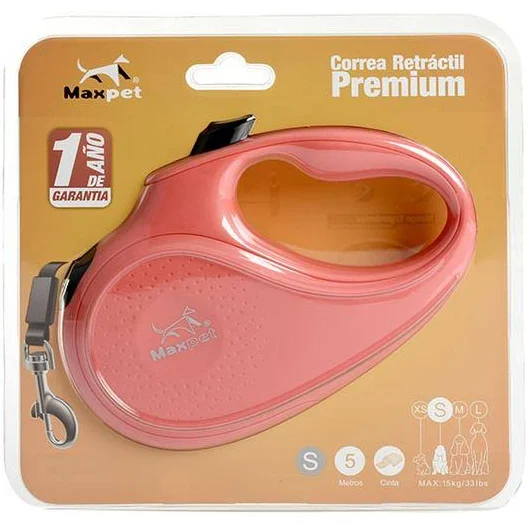 Maxpet
Correa Retráctil
Premium
1 AÑO
DE
GARANTIA
Maxpet
XS S M L
S
5
Metros
Cinta
MAX:15kg/33lbs